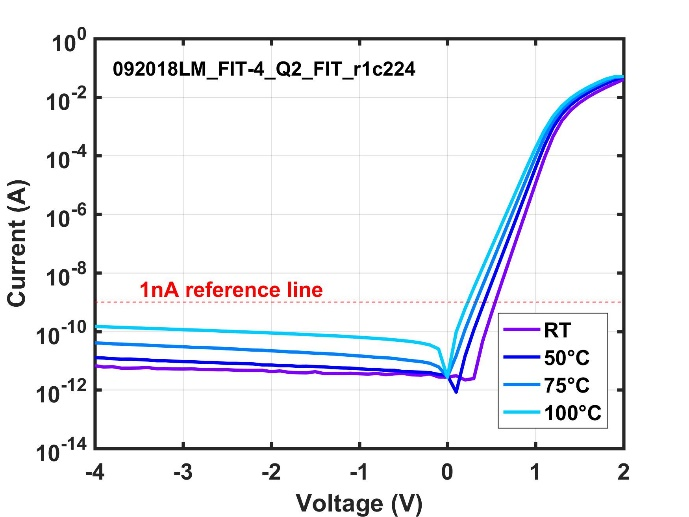 10^0
10^-2
10^-4
10^-6
10^-8
10^-10
10^-12
10^-14
Current (A)
092018LM_FIT-4_Q2_FIT_r1c224
1nA reference line
RT
50°C
75°C
100°C
-4 -3 -2 -1 0 1 2
Voltage (V)